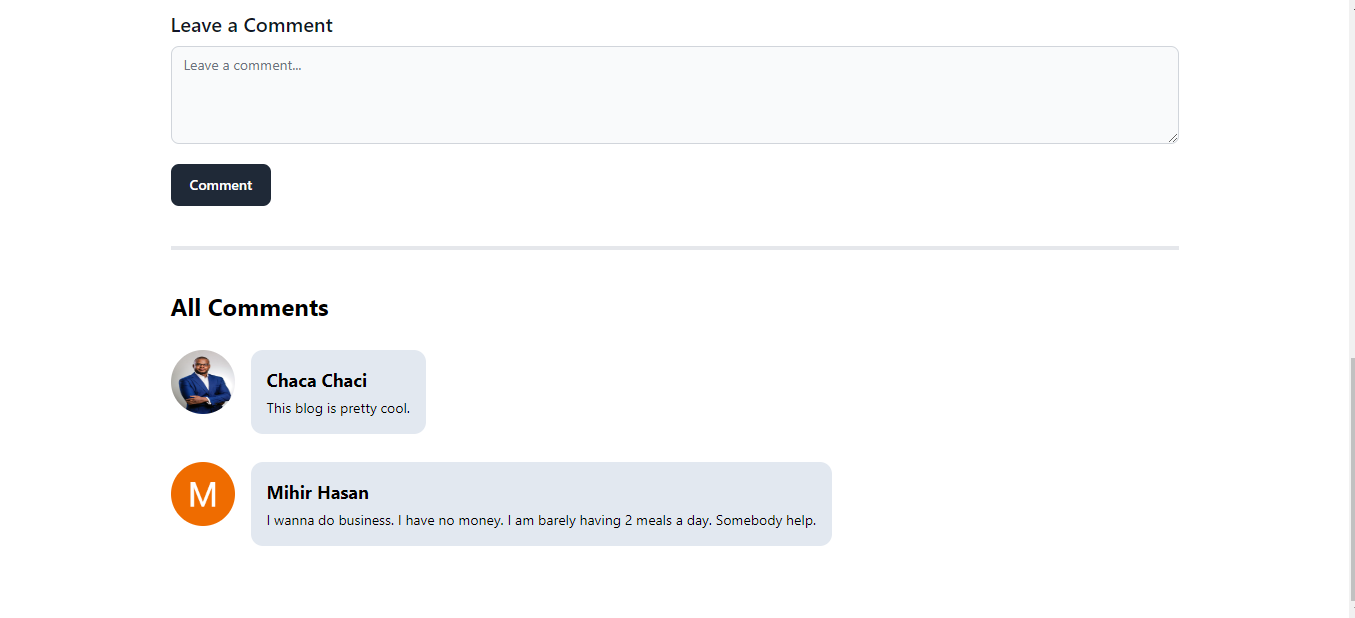 Leave a Comment
Leave a comment...
Comment
All Comments
Chaca Chaci
This blog is pretty cool.
M
Mihir Hasan
I wanna do business. I have no money. I am barely having 2 meals a day. Somebody help.